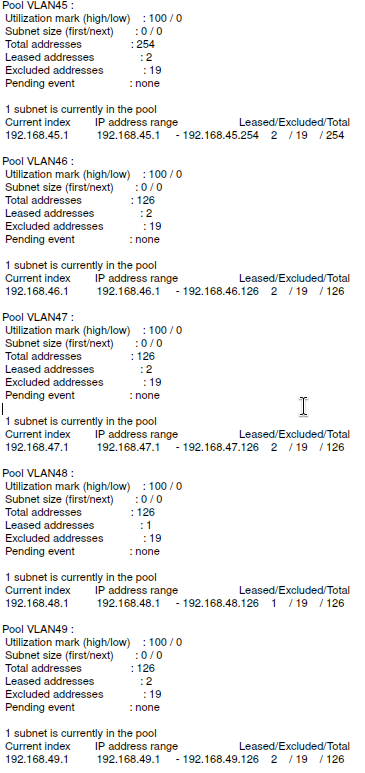 Pool VLAN45 :
Utilization mark (high/low) : 100 / 0
Subnet size (first/next) : 0 / 0
Total addresses : 254
Leased addresses : 2
Excluded addresses : 19
Pending event : none
1 subnet is currently in the pool
Current index IP address range Leased/Excluded/Total
192.168.45.1 192.168.45.1 - 192.168.45.254 2 / 19 / 254
Pool VLAN46 :
Utilization mark (high/low) : 100 / 0
Subnet size (first/next) : 0 / 0
Total addresses : 126
Leased addresses : 2
Excluded addresses : 19
Pending event : none
1 subnet is currently in the pool
Current index IP address range Leased/Excluded/Total
192.168.46.1 192.168.46.1 - 192.168.46.126 2 / 19 / 126
Pool VLAN47 :
Utilization mark (high/low) : 100 / 0
Subnet size (first/next) : 0 / 0
Total addresses : 126
Leased addresses : 2
Excluded addresses : 19
Pending event : none
1 subnet is currently in the pool
Current index IP address range Leased/Excluded/Total
192.168.47.1 192.168.47.1 - 192.168.47.126 2 / 19 / 126
Pool VLAN48 :
Utilization mark (high/low) : 100 / 0
Subnet size (first/next) : 0 / 0
Total addresses : 126
Leased addresses : 1
Excluded addresses : 19
Pending event : none
1 subnet is currently in the pool
Current index IP address range Leased/Excluded/Total
192.168.48.1 192.168.48.1 - 192.168.48.126 1 / 19 / 126
Pool VLAN49 :
Utilization mark (high/low) : 100 / 0
Subnet size (first/next) : 0 / 0
Total addresses : 126
Leased addresses : 2
Excluded addresses : 19
Pending event : none
1 subnet is currently in the pool
Current index IP address range Leased/Excluded/Total
192.168.49.1 192.168.49.1 - 192.168.49.126 2 / 19 / 126